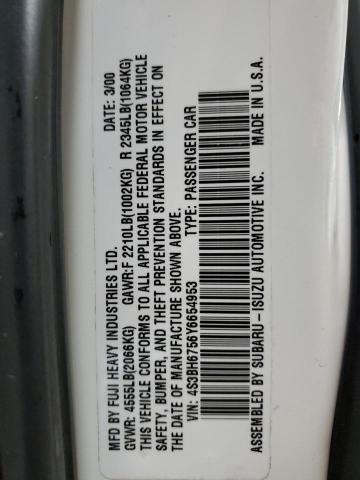 MFD BY FUJI HEAVY INDUSTRIES LTD. DATE: 3/00
GVWR: 4555LB(2066KG) GAWR:F 2210LB(1002KG) R 2345LB(1064KG)
THIS VEHICLE CONFORMS TO ALL APPLICABLE FEDERAL MOTOR VEHICLE
SAFETY, BUMPER, AND THEFT PREVENTION STANDARDS IN EFFECT ON
THE DATE OF MANUFACTURE SHOWN ABOVE.
VIN: 4S3BH6756Y6654953 TYPE: PASSENGER CAR
ASSEMBLED BY SUBARU-ISUZU AUTOMOTIVE INC. MADE IN U.S.A.